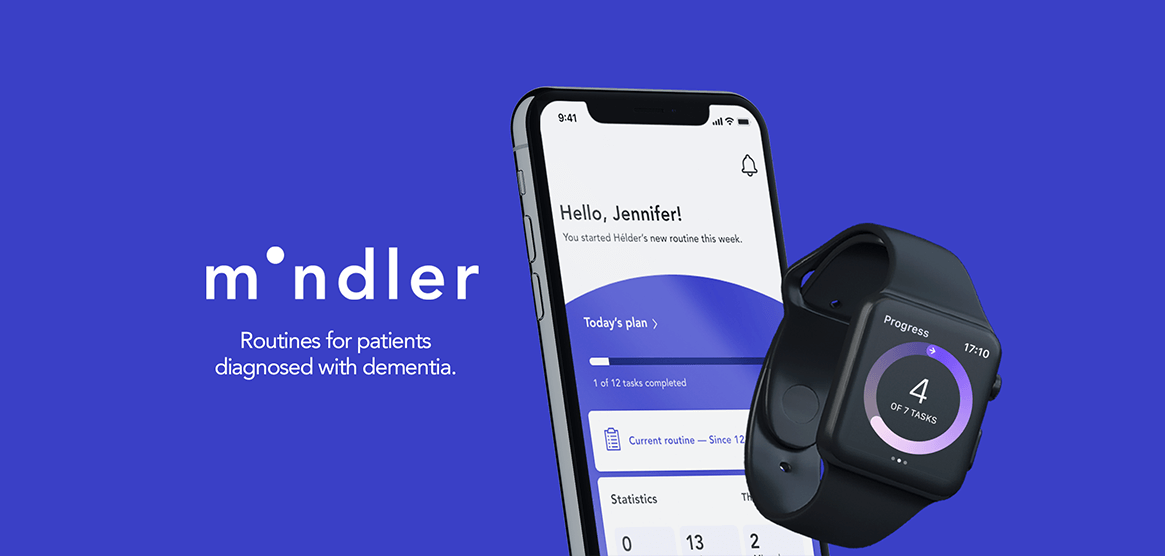 mindler
Routines for patients
diagnosed with dementia.
9:41
Hello, Jennifer!
You started Hélder's new routine this week.
Today's plan >
1 of 12 tasks completed
Current routine — Since 12
Statistics
0 13 2
Progress
17:10
4
OF 7 TASKS